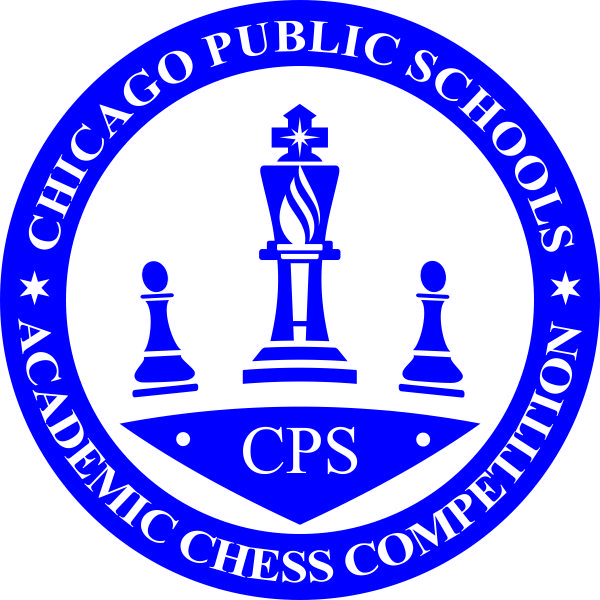 CHICAGO PUBLIC SCHOOLS
CPS
ACADEMIC CHESS COMPETITION